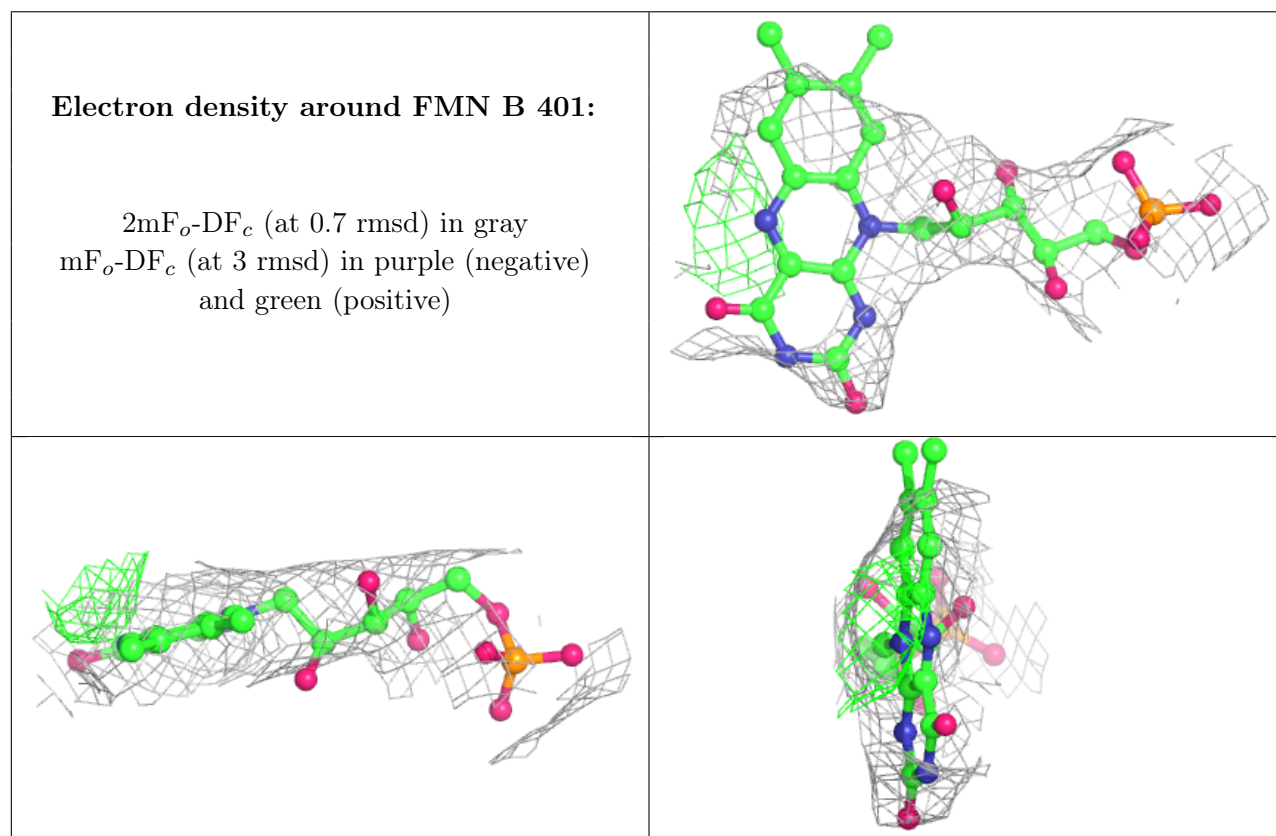 Electron density around FMN B 401:
2mFo-DFc (at 0.7 rmsd) in gray
mFo-DFc (at 3 rmsd) in purple (negative)
and green (positive)